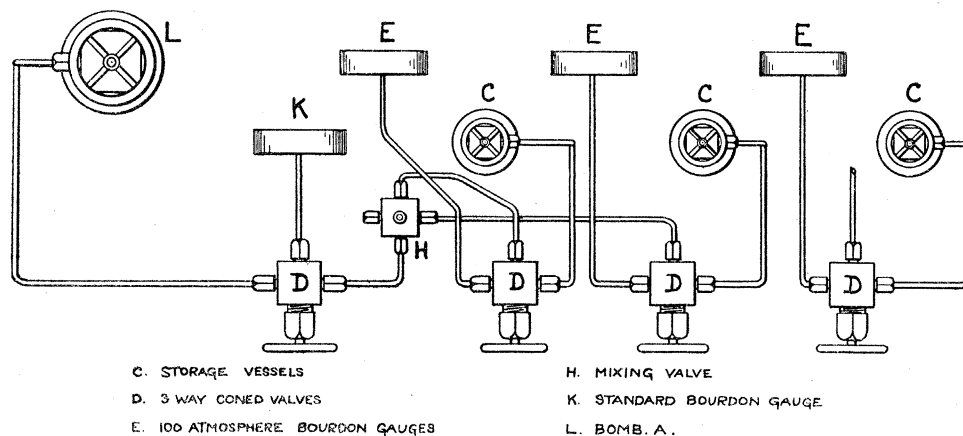 L
E
E
E
K
C
C
C
H
D
D
D
D
C. STORAGE VESSELS
D. 3 WAY CONED VALVES
E. 100 ATMOSPHERE BOURDON GAUGES
H. MIXING VALVE
K. STANDARD BOURDON GAUGE
L. BOMB. A.